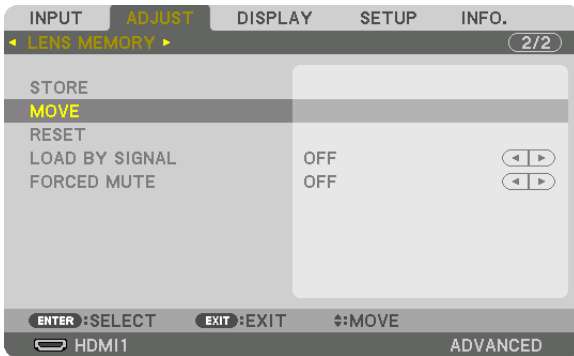 INPUT ADJUST DISPLAY SETUP INFO.
LENS MEMORY 2/2
STORE
MOVE
RESET
LOAD BY SIGNAL OFF
FORCED MUTE OFF
ENTER :SELECT EXIT :EXIT :MOVE
HDMI1 ADVANCED